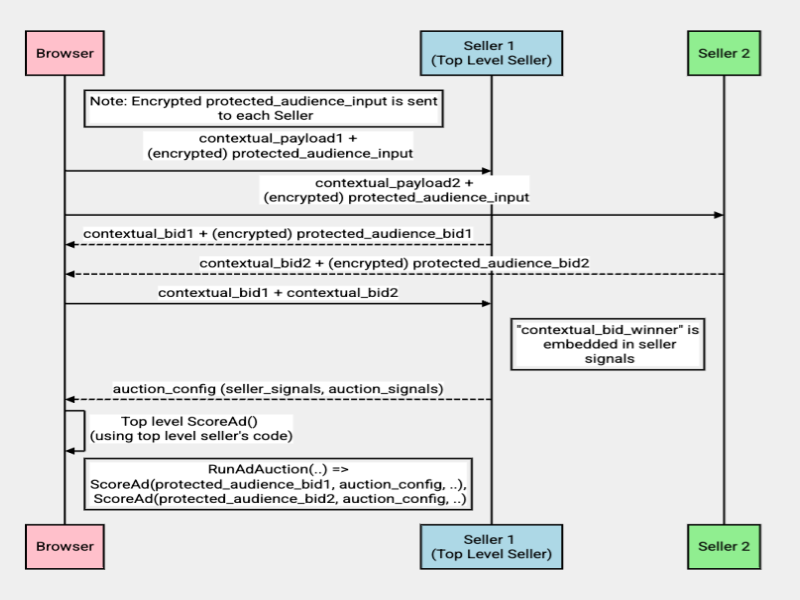 Browser
Seller 1
(Top Level Seller)
Seller 2
Note: Encrypted protected_audience_input is sent
to each Seller
contextual_payload1 +
(encrypted) protected_audience_input
contextual_payload2 +
(encrypted) protected_audience_input
contextual_bid1 + (encrypted) protected_audience_bid1
contextual_bid2 + (encrypted) protected_audience_bid2
contextual_bid1 + contextual_bid2
"contextual_bid_winner" is
embedded in seller
signals
auction_config (seller_signals, auction_signals)
Top level ScoreAd()
(using top level seller's code)
RunAdAuction(..) =>
ScoreAd(protected_audience_bid1, auction_config, ..),
ScoreAd(protected_audience_bid2, auction_config, ..)
Browser
Seller 1
(Top Level Seller)
Seller 2